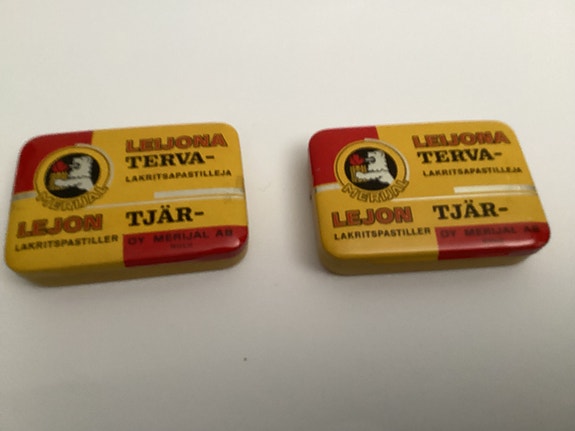 LEIJONA
TERVA-
LAKRITSAPASTILLEJA
MERIJAL
LEJON TJÄR-
LAKRITSPASTILLER OY MERIJAL AB
LEIJONA
TERVA-
LAKRITSAPASTILLEJA
MERIJAL
LEJON TJÄR-
LAKRITSPASTILLER OY MERIJAL AB